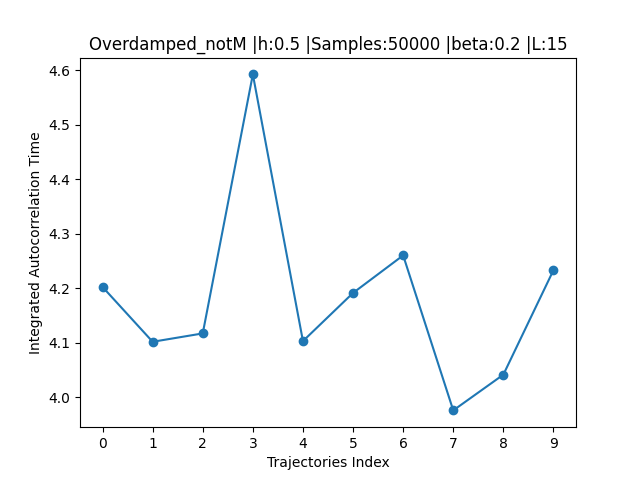 Overdamped_notM |h:0.5 |Samples:50000 |beta:0.2 |L:15
4.6
4.5
4.4
4.3
4.2
4.1
4.0
Integrated Autocorrelation Time
0 1 2 3 4 5 6 7 8 9
Trajectories Index